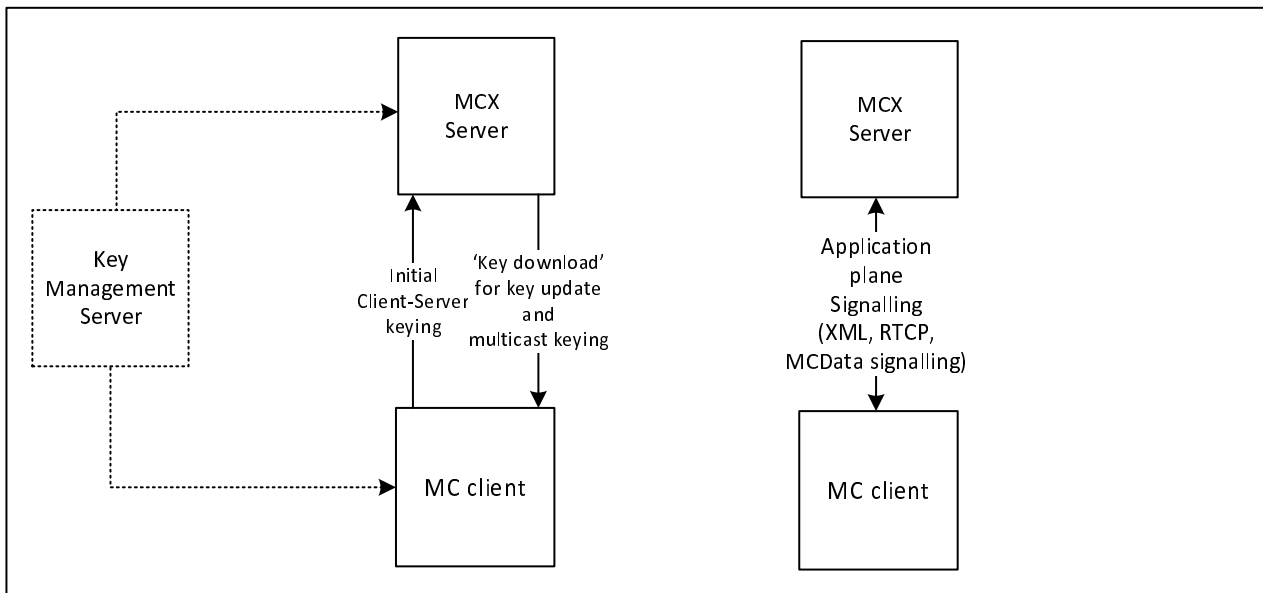 MCX
Server
Key
Management
Server
Initial
Client-Server
keying
‘Key download’
for key update
and
multicast keying
MC client
MCX
Server
Application
plane
Signalling
(XML, RTCP,
MCData signalling)
MC client